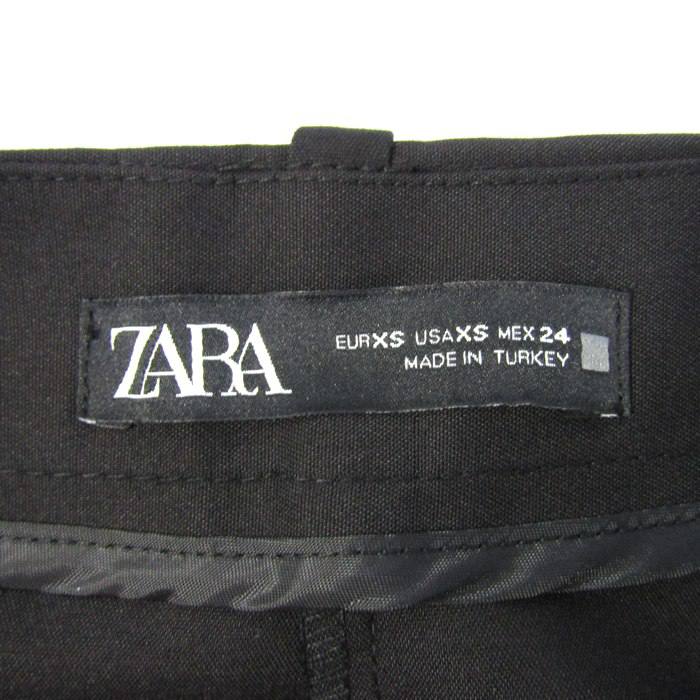 ZARA
EUR XS USA XS MEX 24
MADE IN TURKEY